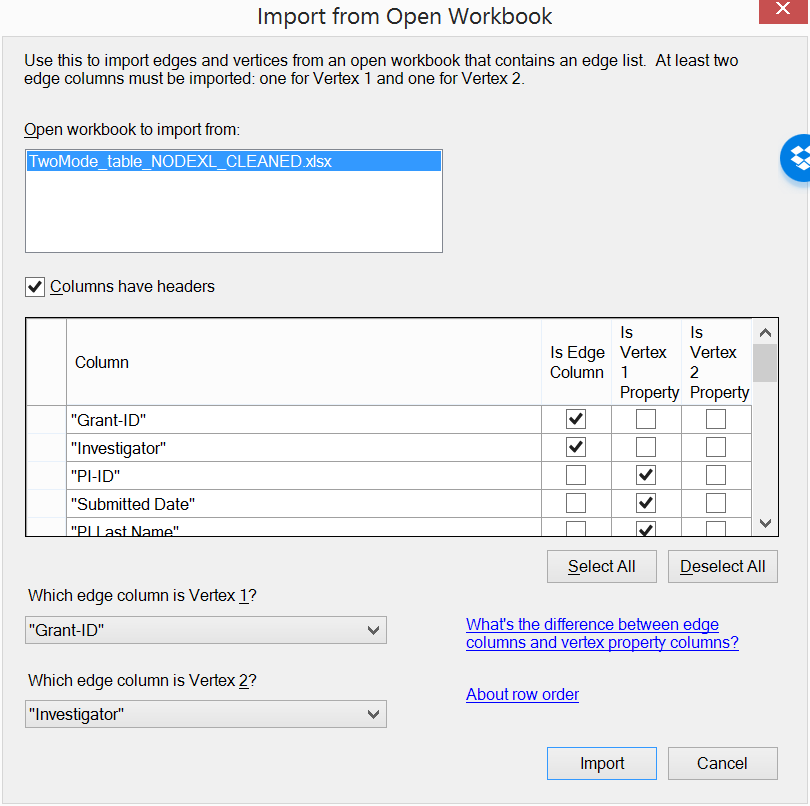 Import from Open Workbook
Use this to import edges and vertices from an open workbook that contains an edge list.  At least two
edge columns must be imported: one for Vertex 1 and one for Vertex 2.
Open workbook to import from:
TwoMode_table_NODEXL_CLEANED.xlsx
Columns have headers
Column
Is Edge
Column
Is
Vertex
1
Property
Is
Vertex
2
Property
"Grant-ID"
"Investigator"
"PI-ID"
"Submitted Date"
"PI Last Name"
Select All
Deselect All
Which edge column is Vertex 1?
"Grant-ID"
What's the difference between edge
columns and vertex property columns?
Which edge column is Vertex 2?
About row order
"Investigator"
Import
Cancel